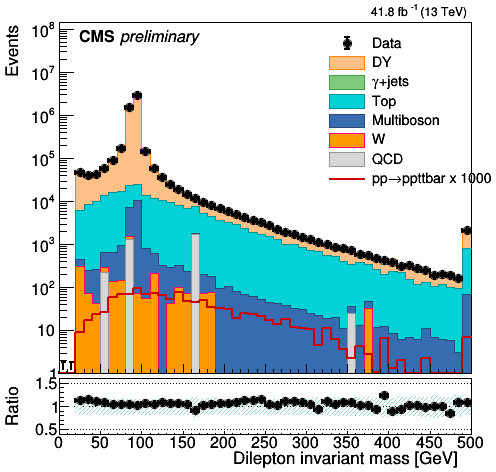 41.8 fb⁻¹ (13 TeV)
CMS preliminary
Events
10⁸
10⁷
10⁶
10⁵
10⁴
10³
10²
10
1
Data
DY
γ+jets
Top
Multiboson
W
QCD
pp→ppttbar x 1000
Ratio
1.5
1.0
0.5
0 50 100 150 200 250 300 350 400 450 500
Dilepton invariant mass [GeV]